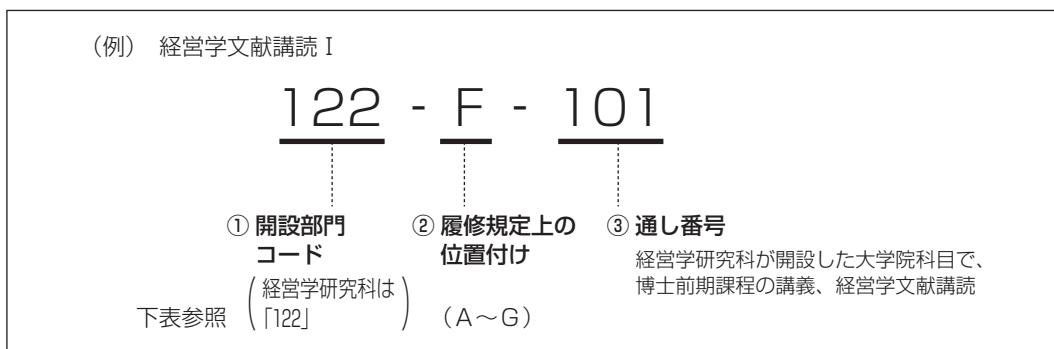 (例) 経営学文献講読Ⅰ
122 - F - 101
① 開設部門
コード
② 履修規定上の
位置付け
③ 通し番号
経営学研究科が開設した大学院科目で、
博士前期課程の講義、経営学文献講読
下表参照 (経営学研究科は
「122」)
(A～G)